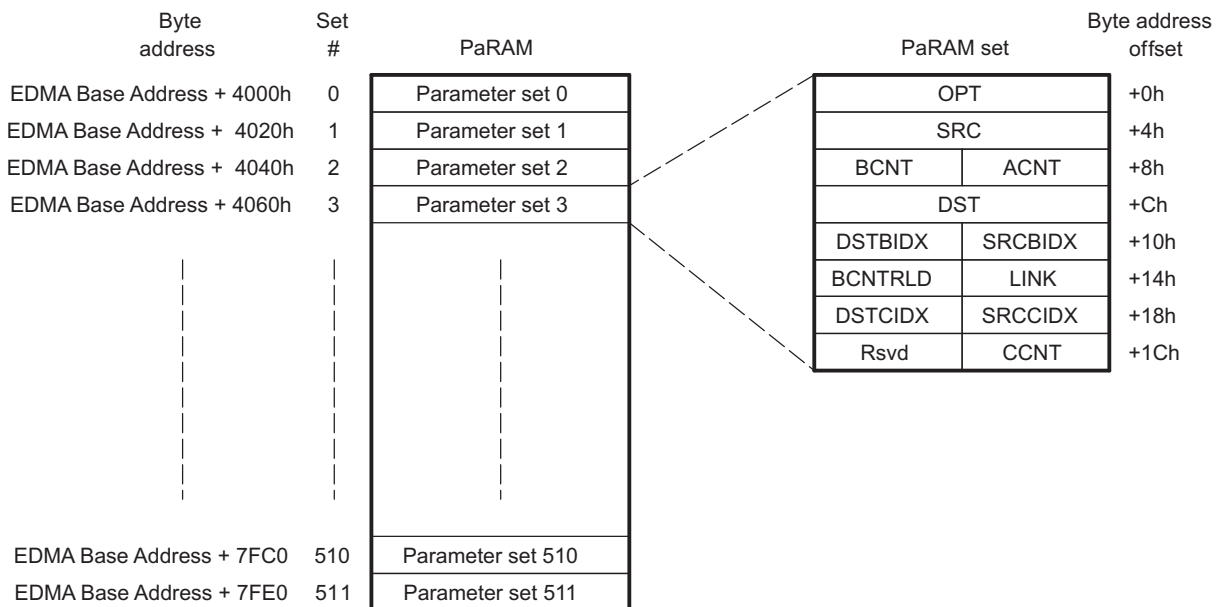 Byte address Set # PaRAM PaRAM set Byte address offset
EDMA Base Address + 4000h 0 Parameter set 0 OPT +0h
EDMA Base Address + 4020h 1 Parameter set 1 SRC +4h
EDMA Base Address + 4040h 2 Parameter set 2 BCNT ACNT +8h
EDMA Base Address + 4060h 3 Parameter set 3 DST +Ch
DSTBIDX SRCBIDX +10h
BCNTRLD LINK +14h
DSTCIDX SRCCIDX +18h
Rsvd CCNT +1Ch
EDMA Base Address + 7FC0 510 Parameter set 510
EDMA Base Address + 7FE0 511 Parameter set 511